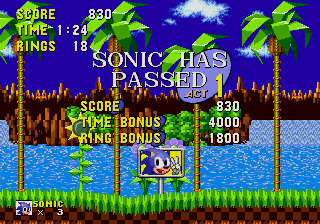 SCORE 830
TIME 1:24
RINGS 18
SONIC HAS
PASSED
ACT 1
SCORE 830
TIME BONUS 4000
RING BONUS 1800
SONIC
× 3